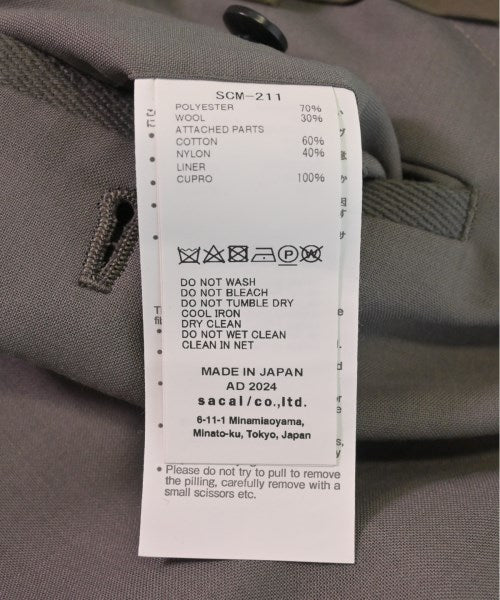 SCM-211
POLYESTER 70%
WOOL 30%
ATTACHED PARTS
COTTON 60%
NYLON 40%
LINER
CUPRO 100%
P
W
DO NOT WASH
DO NOT BLEACH
DO NOT TUMBLE DRY
COOL IRON
DRY CLEAN
DO NOT WET CLEAN
CLEAN IN NET
MADE IN JAPAN
AD 2024
sacai/co.,ltd.
6-11-1 Minamiaoyama,
Minato-ku, Tokyo, Japan
• Please do not try to pull to remove
the pilling, carefully remove with a
small scissors etc.